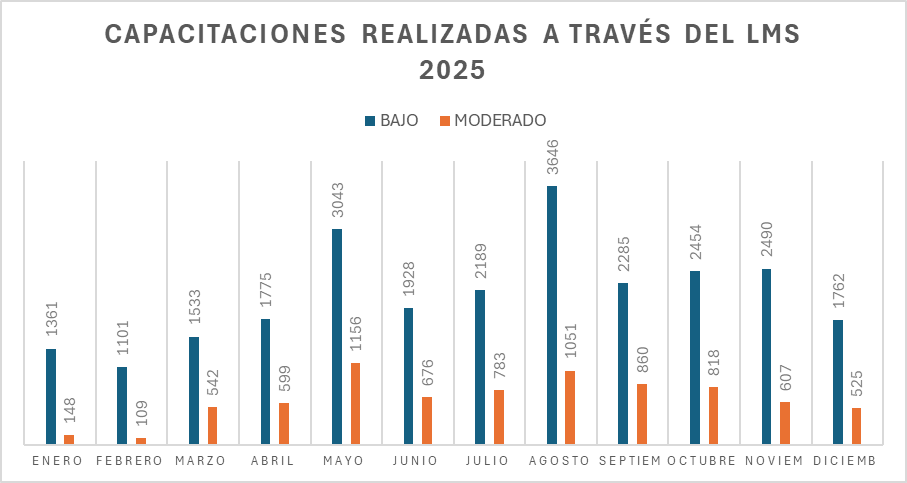 CAPACITACIONES REALIZADAS A TRAVÉS DEL LMS
2025
BAJO MODERADO
1361 148 1101 109 1533 542 1775 599 3043 1156 1928 676 2189 783 3646 1051 2285 860 2454 818 2490 607 1762 525
ENERO FEBRERO MARZO ABRIL MAYO JUNIO JULIO AGOSTO SEPTIEM OCTUBRE NOVIEM DICIEMB